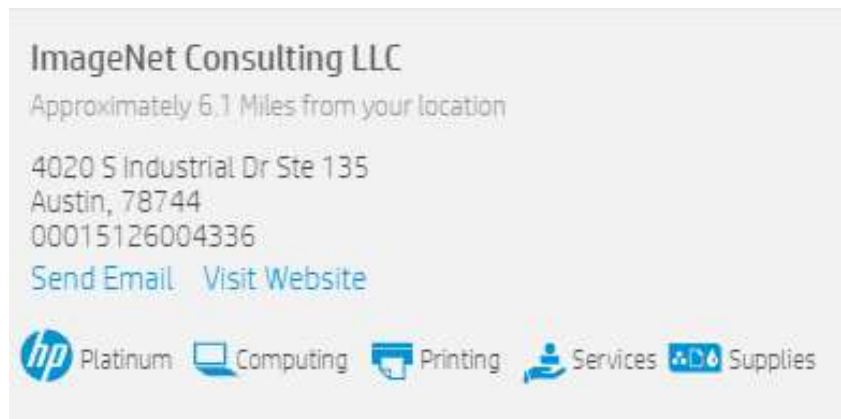 ImageNet Consulting LLC
Approximately 6.1 Miles from your location
4020 S Industrial Dr Ste 135
Austin, 78744
00015126004336
Send Email Visit Website
hp Platinum Computing Printing Services Supplies